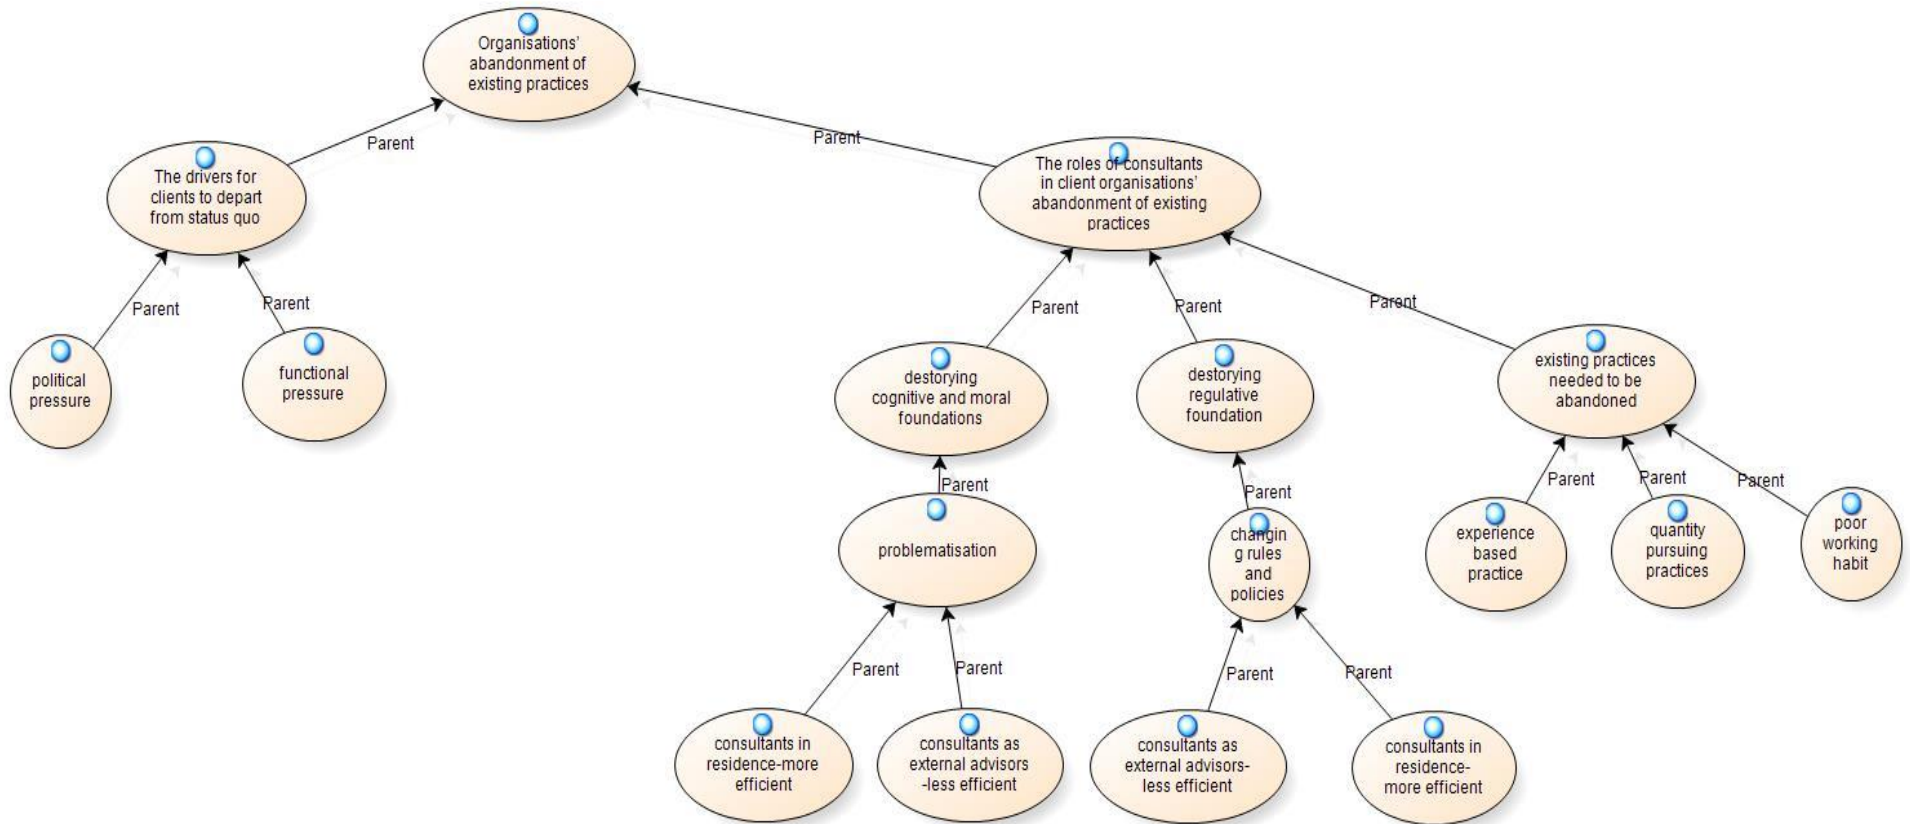 Organisations'
abandonment of
existing practices
Parent
Parent
The drivers for
clients to depart
from status quo
The roles of consultants
in client organisations'
abandonment of existing
practices
Parent
Parent
Parent
Parent
Parent
political
pressure
functional
pressure
destorying
cognitive and moral
foundations
destorying
regulative
foundation
existing practices
needed to be
abandoned
Parent
Parent
Parent
Parent
Parent
problematisation
changin
g rules
and
policies
experience
based
practice
quantity
pursuing
practices
poor
working
habit
Parent
Parent
Parent
Parent
consultants in
residence-more
efficient
consultants as
external advisors
-less efficient
consultants as
external advisors-
less efficient
consultants in
residence-
more efficient